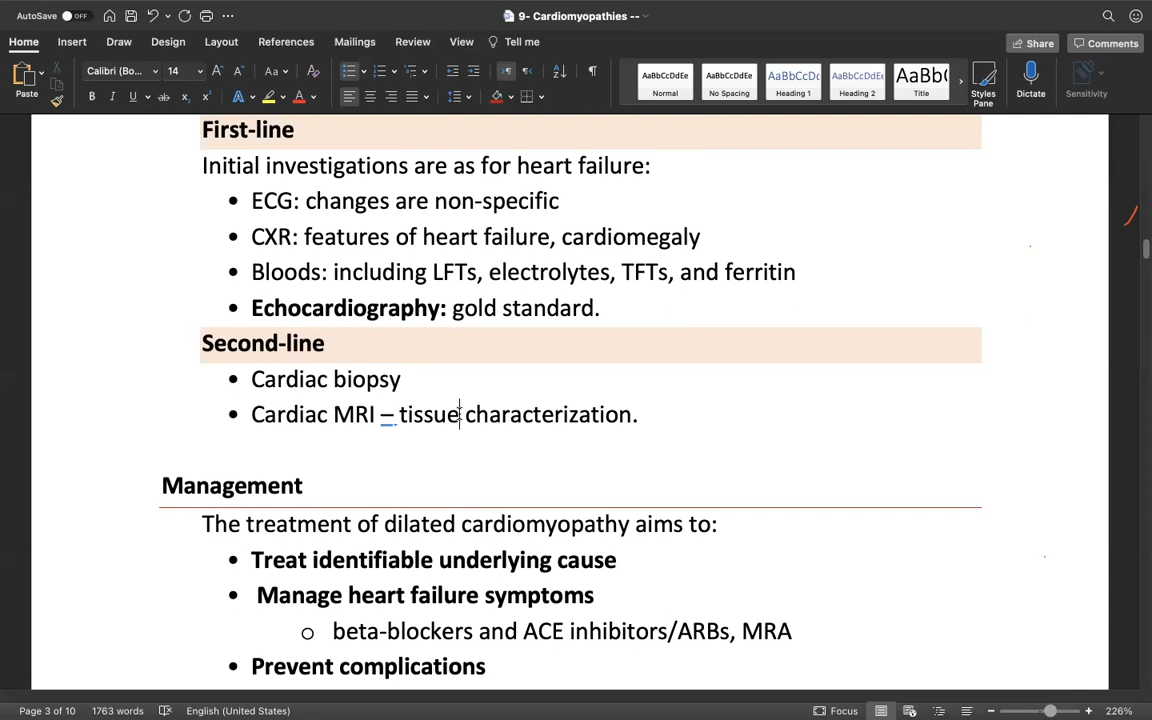 AutoSave OFF 9- Cardiomyopathies --
Home Insert Draw Design Layout References Mailings Review View Tell me Share Comments
Paste Calibri (Bo... 14 Aa AaBbCcDdEe AaBbCcDdEe AaBbCcDc AaBbCcDdEe AaBb( Styles Pane Dictate Sensitivity
Normal No Spacing Heading 1 Heading 2 Title
First-line
Initial investigations are as for heart failure:
• ECG: changes are non-specific
• CXR: features of heart failure, cardiomegaly
• Bloods: including LFTs, electrolytes, TFTs, and ferritin
• Echocardiography: gold standard.
Second-line
• Cardiac biopsy
• Cardiac MRI – tissue characterization.
Management
The treatment of dilated cardiomyopathy aims to:
• Treat identifiable underlying cause
• Manage heart failure symptoms
o beta-blockers and ACE inhibitors/ARBs, MRA
• Prevent complications
Page 3 of 10 1763 words English (United States) Focus 226%